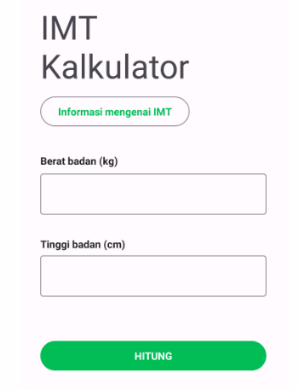 IMT
Kalkulator
Informasi mengenai IMT
Berat badan (kg)
Tinggi badan (cm)
HITUNG